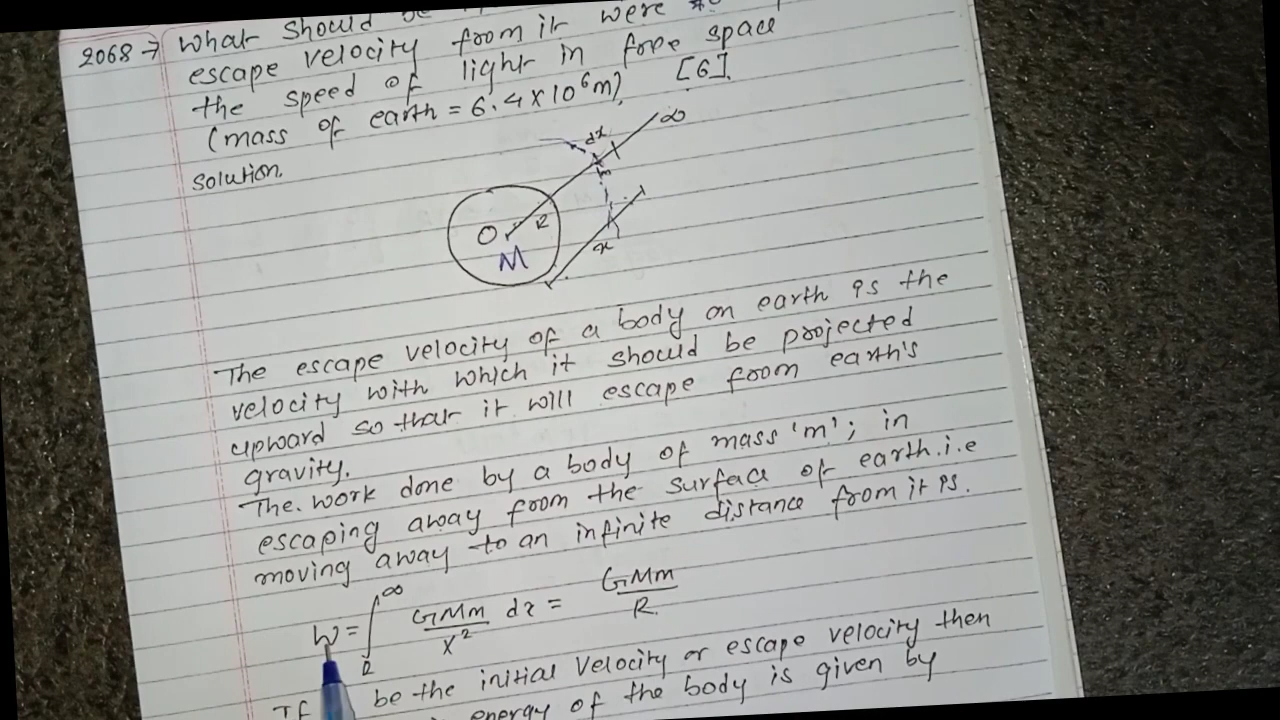 2068 → What should be
escape velocity from it were
the speed of light in free space
(mass of earth = 6.4 X 10⁶m) [6]
solution.
∞
dx
O
R
M
x
The escape velocity of a body on earth is the
velocity with which it should be projected
upward so that it will escape from earth's
gravity.
The work done by a body of mass 'm'; in
escaping away from the surface of earth. i.e
moving away to an infinite distance from it is.
W = ∫_R^∞ GMm/x² dx = GMm/R
If be the initial velocity or escape velocity then
energy of the body is given by